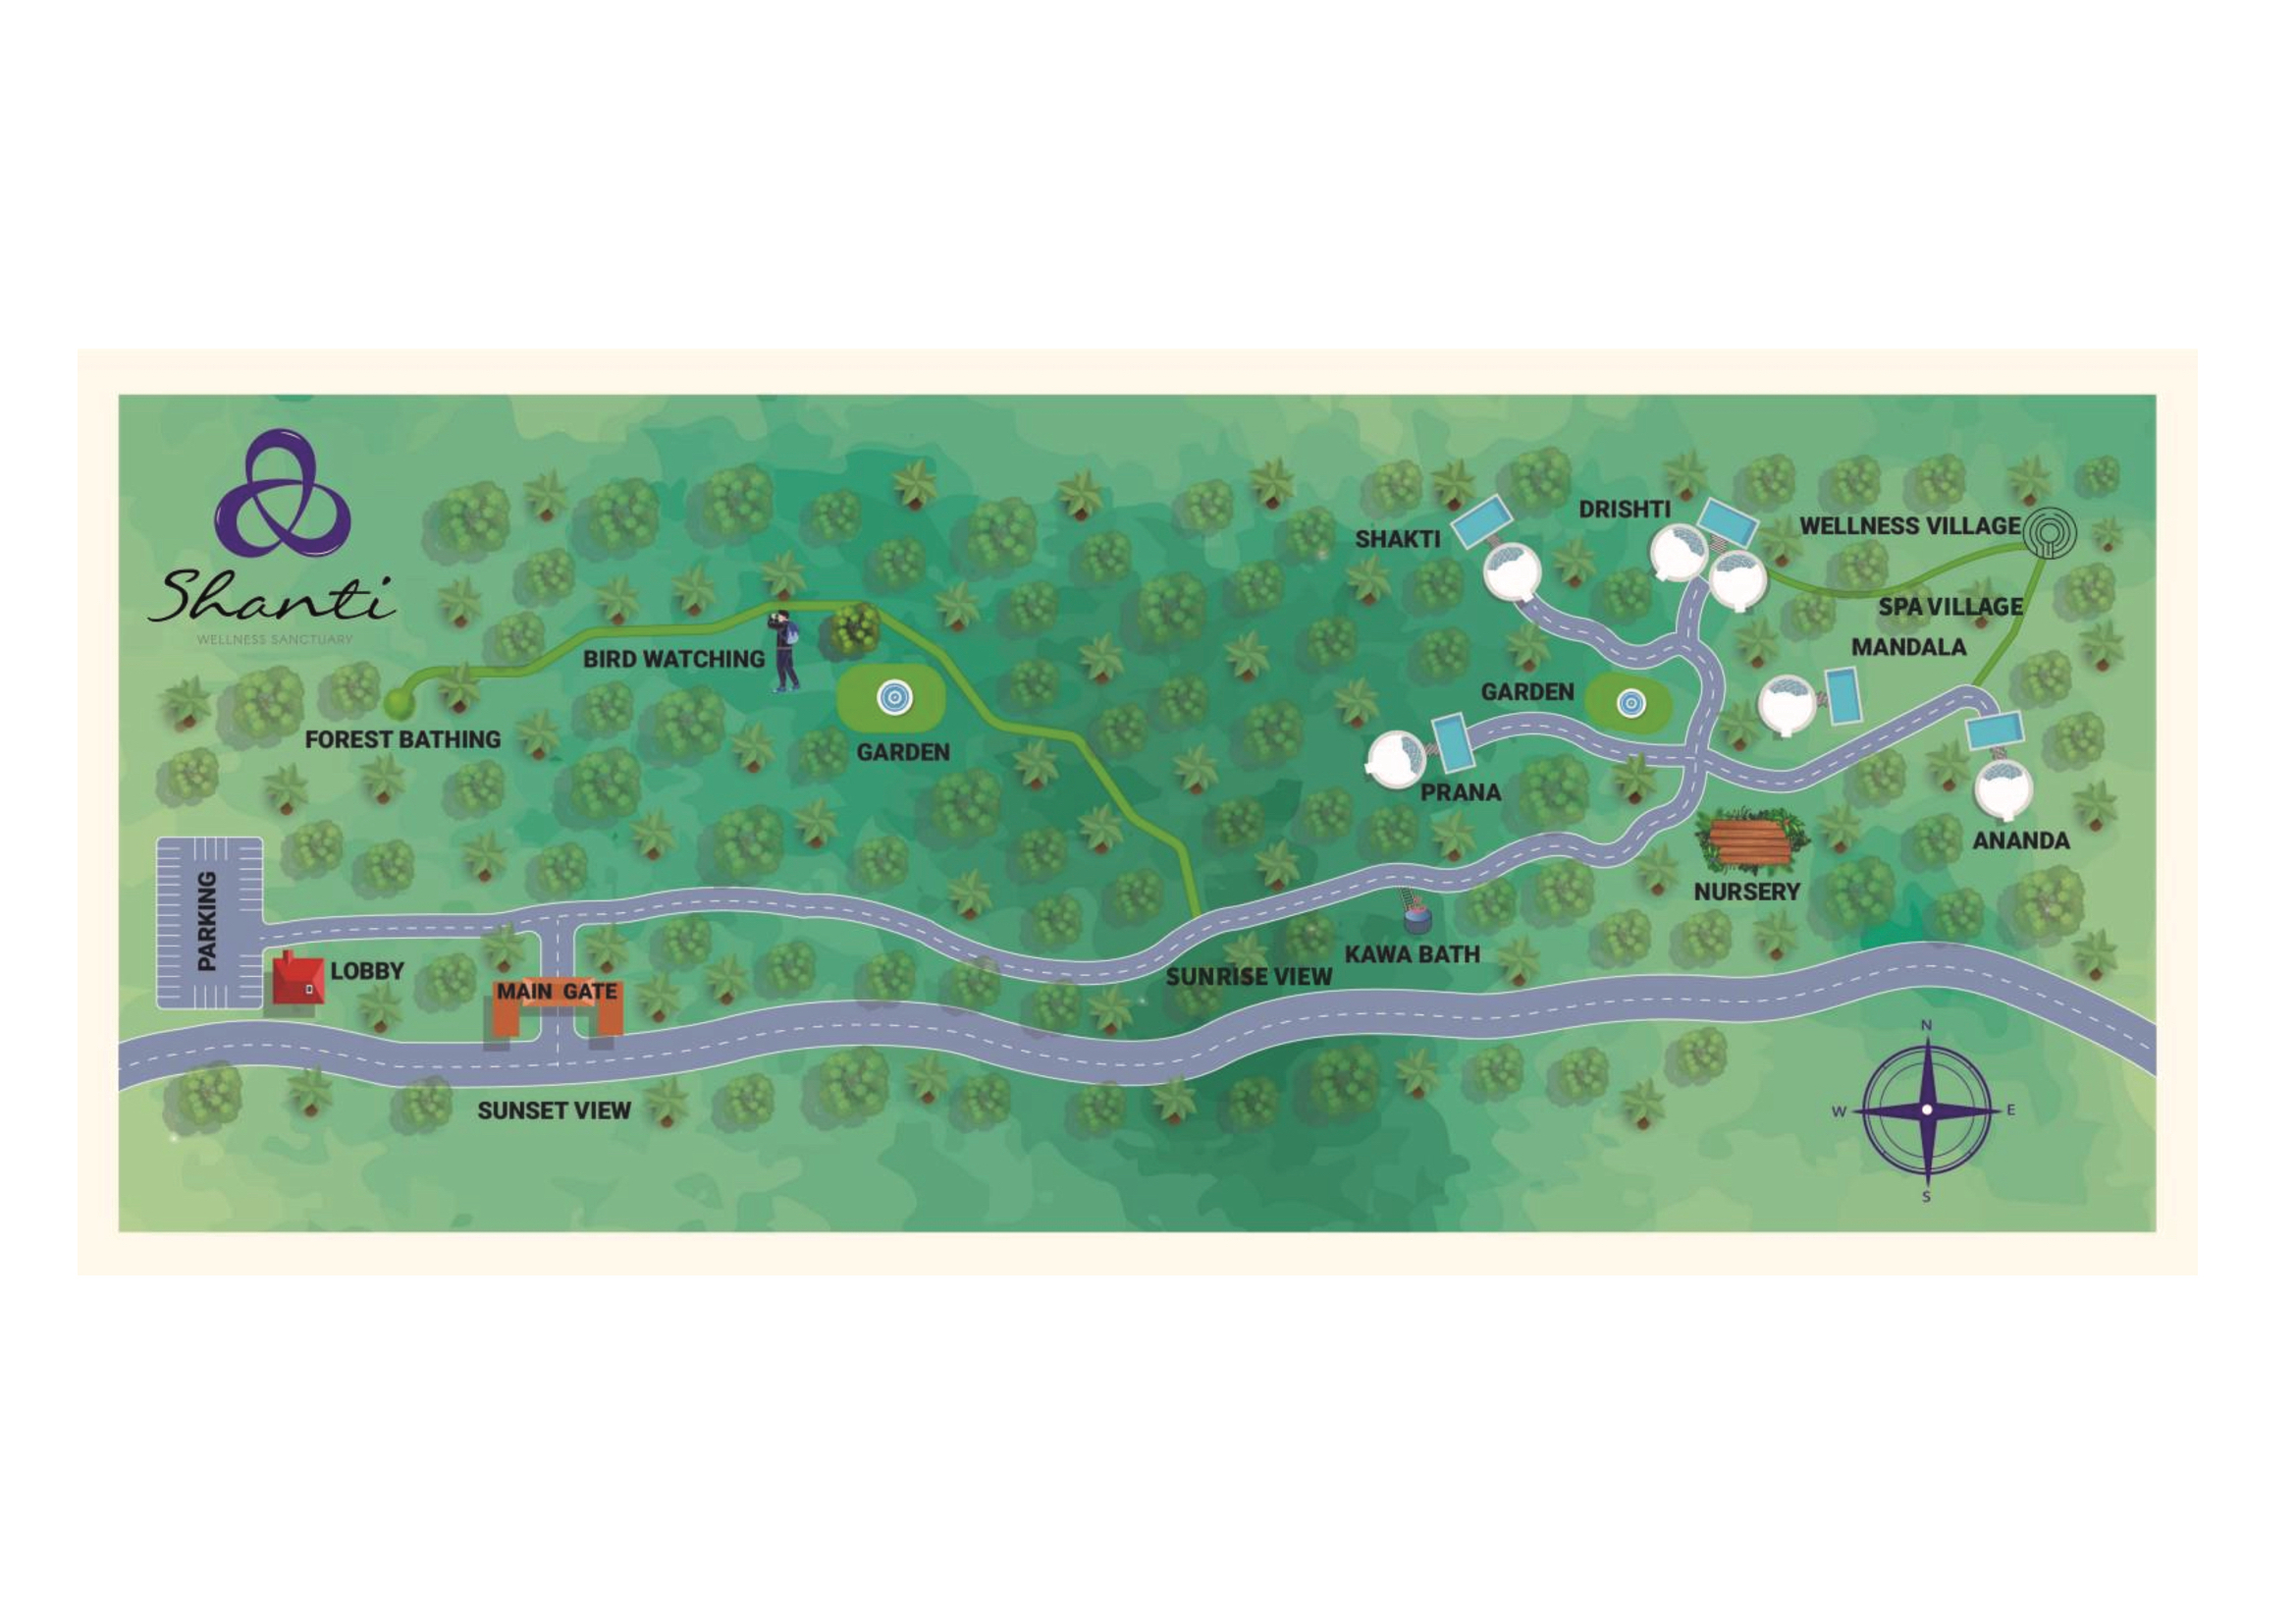 Shanti
WELLNESS SANCTUARY
SHAKTI
DRISHTI
WELLNESS VILLAGE
SPA VILLAGE
MANDALA
BIRD WATCHING
FOREST BATHING
GARDEN
GARDEN
PRANA
ANANDA
NURSERY
PARKING
LOBBY
MAIN GATE
KAWA BATH
SUNRISE VIEW
SUNSET VIEW
N
W
E
S